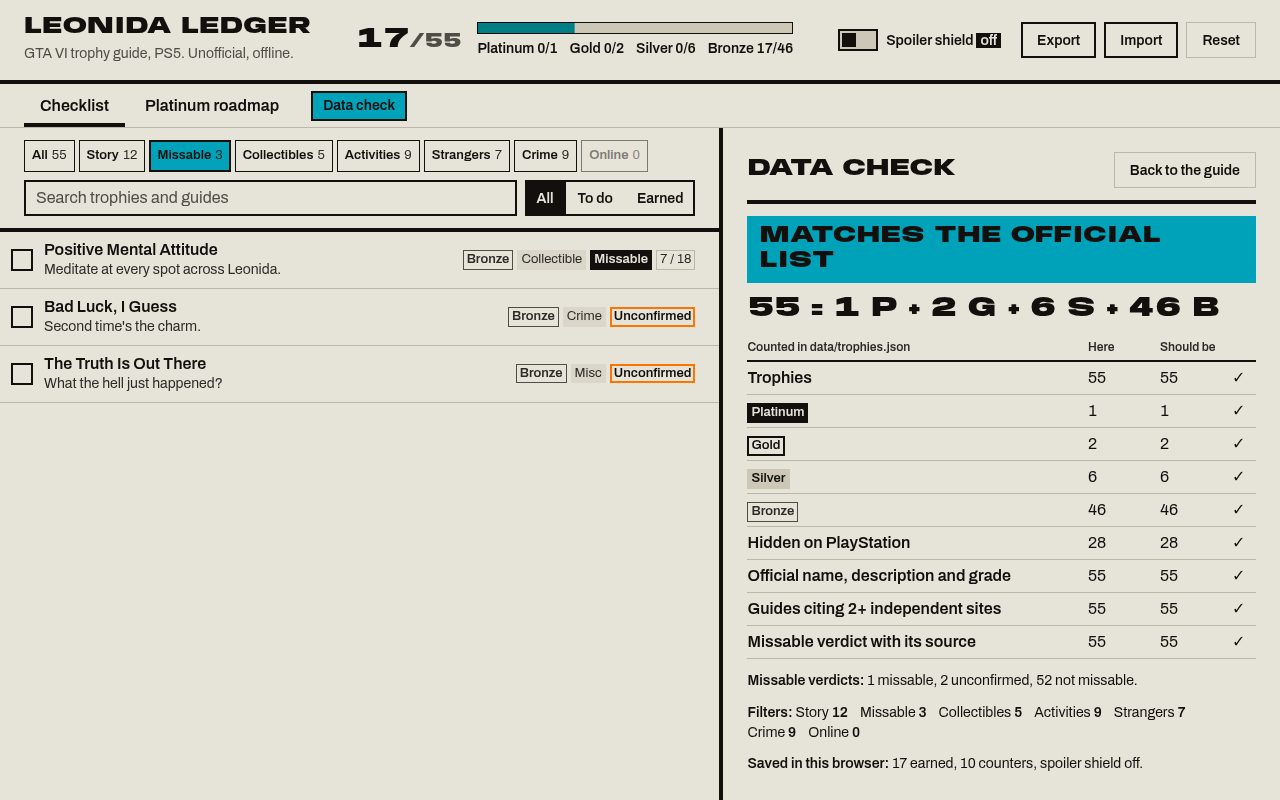 LEONIDA LEDGER
GTA VI trophy guide, PS5. Unofficial, offline.
17/55
Platinum 0/1 Gold 0/2 Silver 0/6 Bronze 17/46
Spoiler shield off
Export
Import
Reset
Checklist
Platinum roadmap
Data check
All 55
Story 12
Missable 3
Collectibles 5
Activities 9
Strangers 7
Crime 9
Online 0
Search trophies and guides
All
To do
Earned
Positive Mental Attitude
Meditate at every spot across Leonida.
Bronze Collectible Missable 7 / 18
Bad Luck, I Guess
Second time's the charm.
Bronze Crime Unconfirmed
The Truth Is Out There
What the hell just happened?
Bronze Misc Unconfirmed
DATA CHECK
Back to the guide
MATCHES THE OFFICIAL
LIST
55 = 1 P + 2 G + 6 S + 46 B
Counted in data/trophies.json Here Should be
Trophies 55 55 ✓
Platinum 1 1 ✓
Gold 2 2 ✓
Silver 6 6 ✓
Bronze 46 46 ✓
Hidden on PlayStation 28 28 ✓
Official name, description and grade 55 55 ✓
Guides citing 2+ independent sites 55 55 ✓
Missable verdict with its source 55 55 ✓
Missable verdicts: 1 missable, 2 unconfirmed, 52 not missable.
Filters: Story 12 Missable 3 Collectibles 5 Activities 9 Strangers 7
Crime 9 Online 0
Saved in this browser: 17 earned, 10 counters, spoiler shield off.